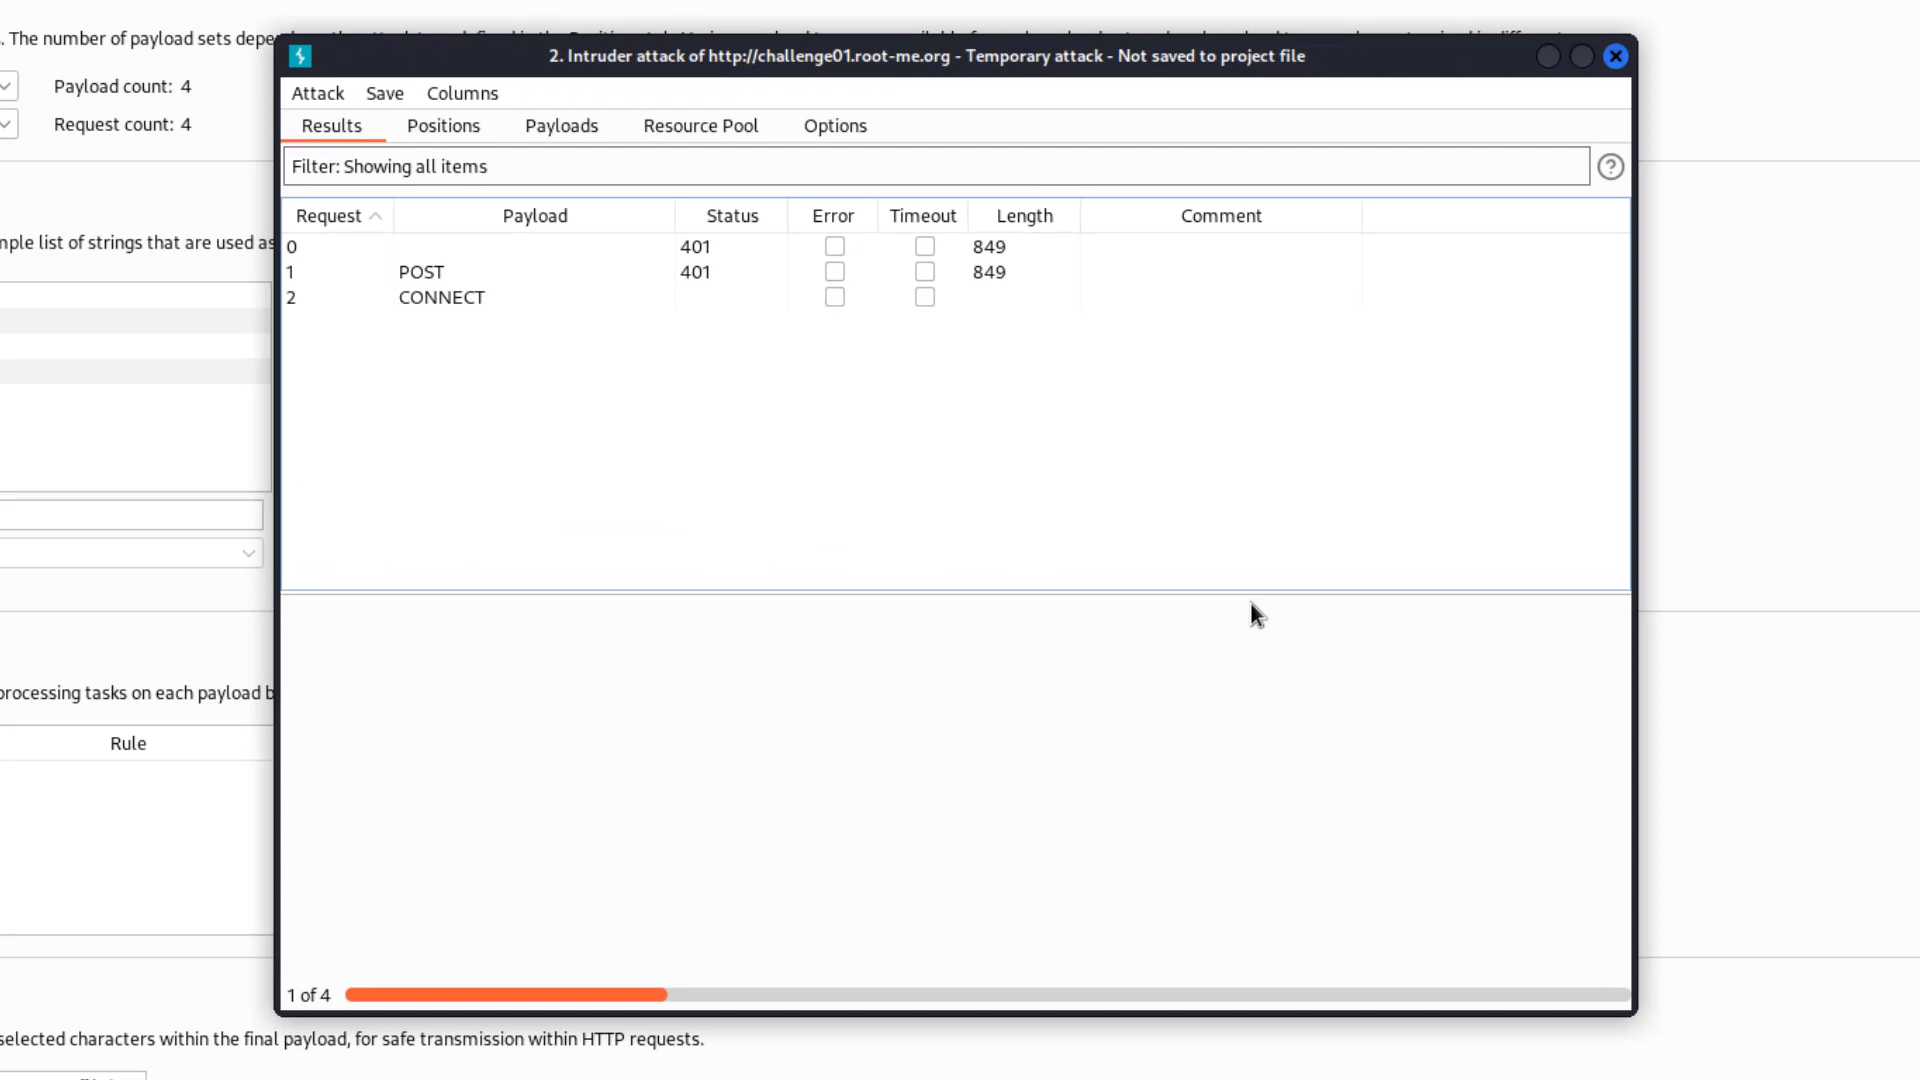 . The number of payload sets depe
2. Intruder attack of http://challenge01.root-me.org - Temporary attack - Not saved to project file
Payload count: 4
Attack Save Columns
Request count: 4
Results Positions Payloads Resource Pool Options
Filter: Showing all items
Request Payload Status Error Timeout Length Comment
mple list of strings that are used as
0 401 849
1 POST 401 849
2 CONNECT
processing tasks on each payload b
Rule
1 of 4
selected characters within the final payload, for safe transmission within HTTP requests.